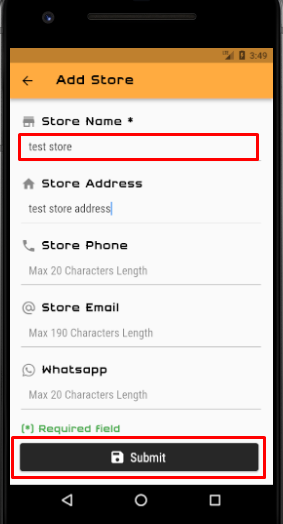 3:49
Add Store
Store Name *
test store
Store Address
test store address
Store Phone
Max 20 Characters Length
Store Email
Max 190 Characters Length
Whatsapp
Max 20 Characters Length
(*) Required field
Submit